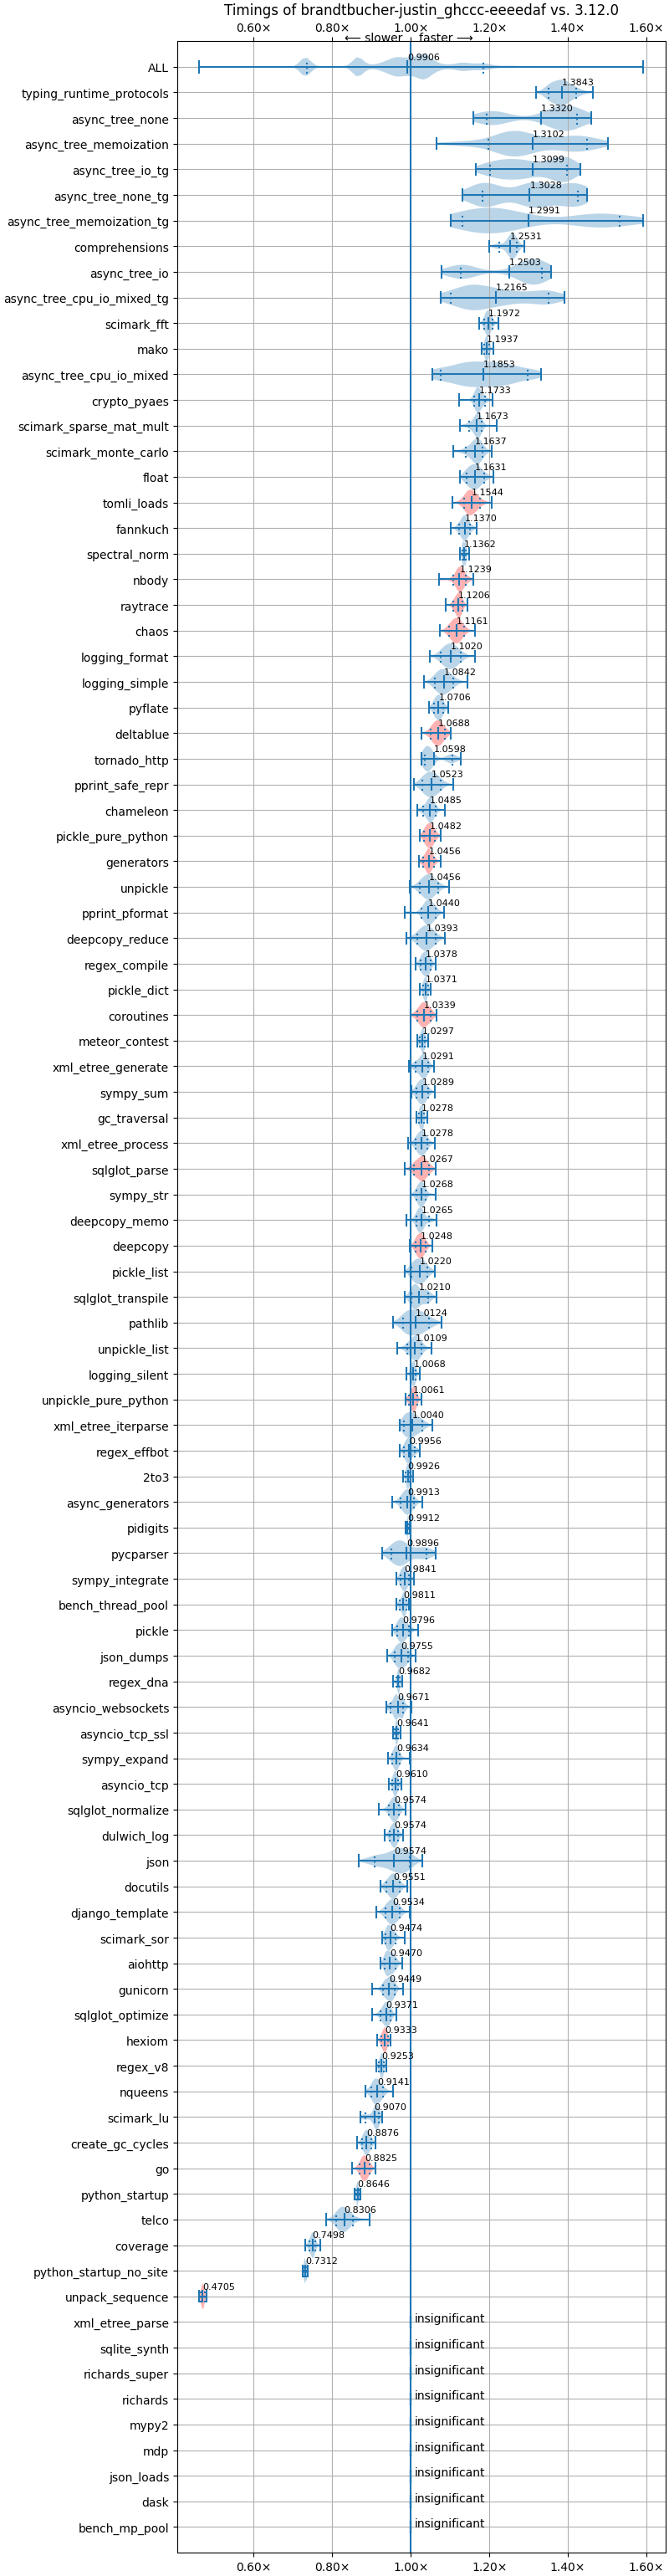 Timings of brandtbucher-justin_ghccc-eeeedaf vs. 3.12.0
0.60× 0.80× 1.00× 1.20× 1.40× 1.60×
⟵ slower faster ⟶
ALL 0.9906
typing_runtime_protocols 1.3843
async_tree_none 1.3320
async_tree_memoization 1.3102
async_tree_io_tg 1.3099
async_tree_none_tg 1.3028
async_tree_memoization_tg 1.2991
comprehensions 1.2531
async_tree_io 1.2503
async_tree_cpu_io_mixed_tg 1.2165
scimark_fft 1.1972
mako 1.1937
async_tree_cpu_io_mixed 1.1853
crypto_pyaes 1.1733
scimark_sparse_mat_mult 1.1673
scimark_monte_carlo 1.1637
float 1.1631
tomli_loads 1.1544
fannkuch 1.1370
spectral_norm 1.1362
nbody 1.1239
raytrace 1.1206
chaos 1.1161
logging_format 1.1020
logging_simple 1.0842
pyflate 1.0706
deltablue 1.0688
tornado_http 1.0598
pprint_safe_repr 1.0523
chameleon 1.0485
pickle_pure_python 1.0482
generators 1.0456
unpickle 1.0456
pprint_pformat 1.0440
deepcopy_reduce 1.0393
regex_compile 1.0378
pickle_dict 1.0371
coroutines 1.0339
meteor_contest 1.0297
xml_etree_generate 1.0291
sympy_sum 1.0289
gc_traversal 1.0278
xml_etree_process 1.0278
sqlglot_parse 1.0267
sympy_str 1.0268
deepcopy_memo 1.0265
deepcopy 1.0248
pickle_list 1.0220
sqlglot_transpile 1.0210
pathlib 1.0124
unpickle_list 1.0109
logging_silent 1.0068
unpickle_pure_python 1.0061
xml_etree_iterparse 1.0040
regex_effbot 0.9956
2to3 0.9926
async_generators 0.9913
pidigits 0.9912
pycparser 0.9896
sympy_integrate 0.9841
bench_thread_pool 0.9811
pickle 0.9796
json_dumps 0.9755
regex_dna 0.9682
asyncio_websockets 0.9671
asyncio_tcp_ssl 0.9641
sympy_expand 0.9634
asyncio_tcp 0.9610
sqlglot_normalize 0.9574
dulwich_log 0.9574
json 0.9574
docutils 0.9551
django_template 0.9534
scimark_sor 0.9474
aiohttp 0.9470
gunicorn 0.9449
sqlglot_optimize 0.9371
hexiom 0.9333
regex_v8 0.9253
nqueens 0.9141
scimark_lu 0.9070
create_gc_cycles 0.8876
go 0.8825
python_startup 0.8646
telco 0.8306
coverage 0.7498
python_startup_no_site 0.7312
unpack_sequence 0.4705
xml_etree_parse insignificant
sqlite_synth insignificant
richards_super insignificant
richards insignificant
mypy2 insignificant
mdp insignificant
json_loads insignificant
dask insignificant
bench_mp_pool insignificant
0.60× 0.80× 1.00× 1.20× 1.40× 1.60×